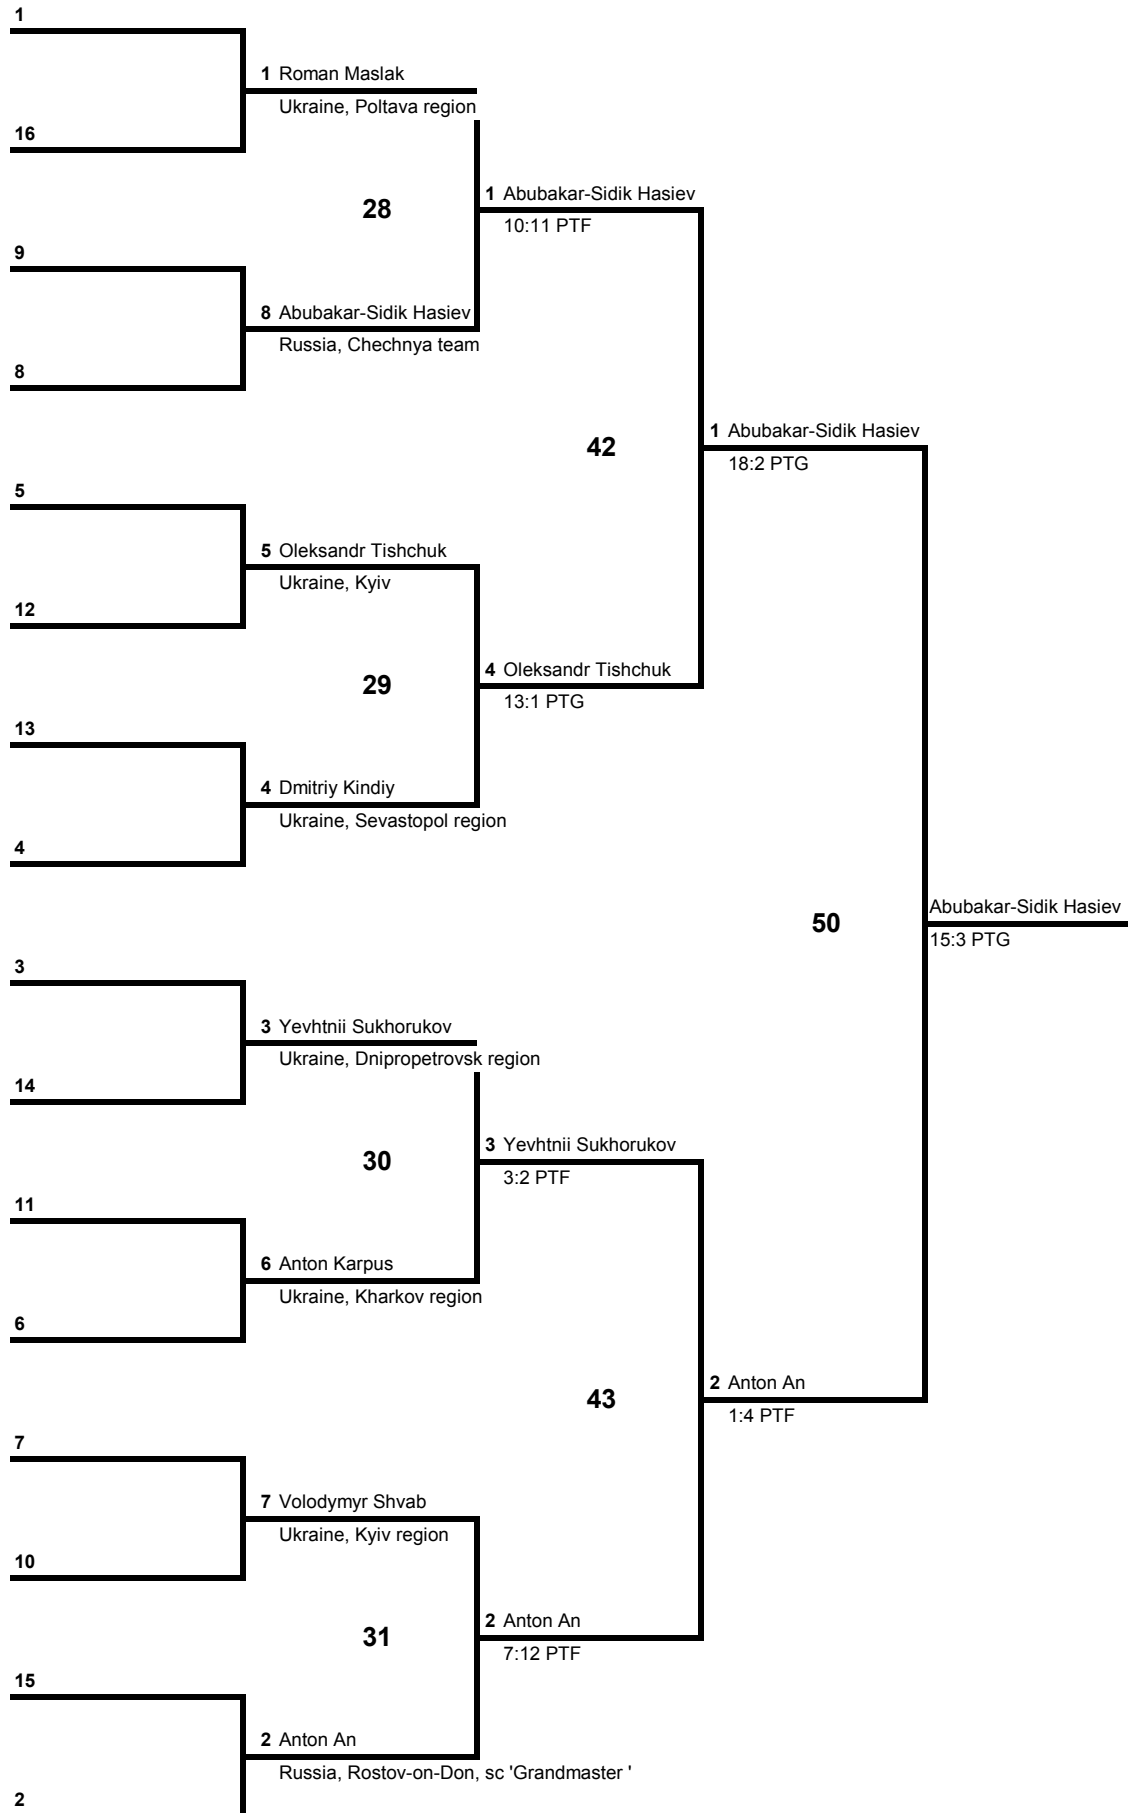 1
1 Roman Maslak
Ukraine, Poltava region
16
28
1 Abubakar-Sidik Hasiev
10:11 PTF
9
8 Abubakar-Sidik Hasiev
Russia, Chechnya team
8
42
1 Abubakar-Sidik Hasiev
18:2 PTG
5
5 Oleksandr Tishchuk
Ukraine, Kyiv
12
29
4 Oleksandr Tishchuk
13:1 PTG
13
4 Dmitriy Kindiy
Ukraine, Sevastopol region
4
50
Abubakar-Sidik Hasiev
15:3 PTG
3
3 Yevhtnii Sukhorukov
Ukraine, Dnipropetrovsk region
14
30
3 Yevhtnii Sukhorukov
3:2 PTF
11
6 Anton Karpus
Ukraine, Kharkov region
6
43
2 Anton An
1:4 PTF
7
7 Volodymyr Shvab
Ukraine, Kyiv region
10
31
2 Anton An
7:12 PTF
15
2 Anton An
Russia, Rostov-on-Don, sc 'Grandmaster '
2